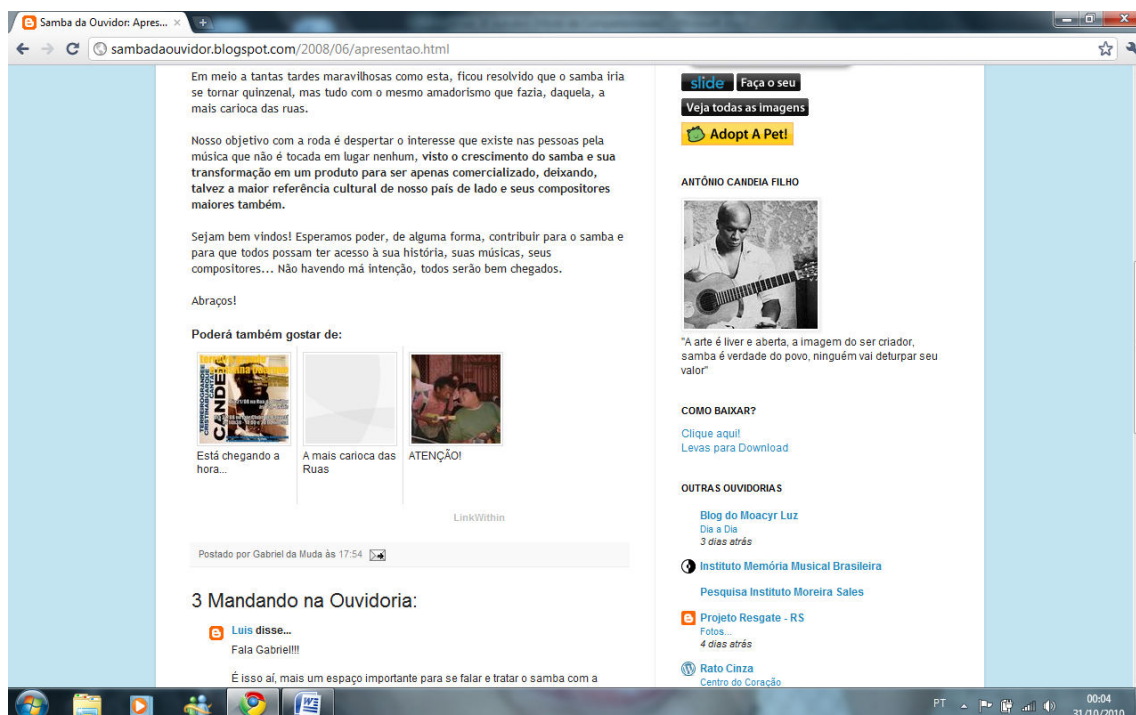 Samba da Ouvidor: Apres...
sambadaouvidor.blogspot.com/2008/06/apresentao.html
Em meio a tantas tardes maravilhosas como esta, ficou resolvido que o samba iria
se tornar quinzenal, mas tudo com o mesmo amadorismo que fazia, daquela, a
mais carioca das ruas.
Nosso objetivo com a roda é despertar o interesse que existe nas pessoas pela
música que não é tocada em lugar nenhum, visto o crescimento do samba e sua
transformação em um produto para ser apenas comercializado, deixando,
talvez a maior referência cultural de nosso país de lado e seus compositores
maiores também.
Sejam bem vindos! Esperamos poder, de alguma forma, contribuir para o samba e
para que todos possam ter acesso à sua história, suas músicas, seus
compositores... Não havendo má intenção, todos serão bem chegados.
Abraços!
Poderá também gostar de:
CANDEIA
Está chegando a
hora...
A mais carioca das
Ruas
ATENÇÃO!
LinkWithin
Postado por Gabriel da Muda às 17:54
3 Mandando na Ouvidoria:
Luis disse...
Fala Gabriel!!!
É isso aí, mais um espaço importante para se falar e tratar o samba com a
slide Faça o seu
Veja todas as imagens
Adopt A Pet!
ANTÔNIO CANDEIA FILHO
"A arte é liver e aberta, a imagem do ser criador,
samba é verdade do povo, ninguém vai deturpar seu
valor"
COMO BAIXAR?
Clique aqui!
Levas para Download
OUTRAS OUVIDORIAS
Blog do Moacyr Luz
Dia a Dia
3 dias atrás
Instituto Memória Musical Brasileira
Pesquisa Instituto Moreira Sales
Projeto Resgate - RS
Fotos...
4 dias atrás
Rato Cinza
Centro do Coração
PT
00:04
31/10/2010